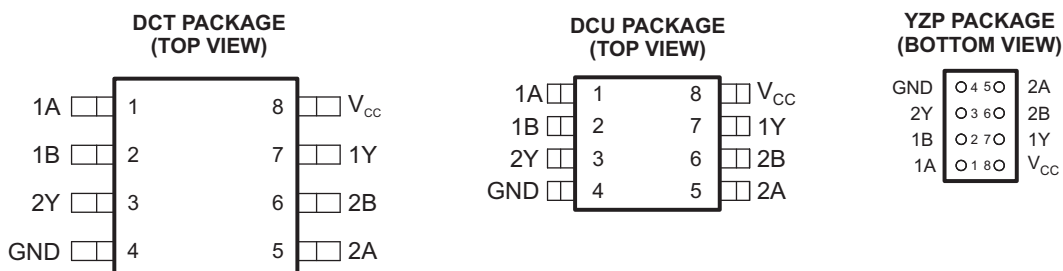 DCT PACKAGE
(TOP VIEW)
1A 1 8 VCC
1B 2 7 1Y
2Y 3 6 2B
GND 4 5 2A
DCU PACKAGE
(TOP VIEW)
1A 1 8 VCC
1B 2 7 1Y
2Y 3 6 2B
GND 4 5 2A
YZP PACKAGE
(BOTTOM VIEW)
GND 4 5 2A
2Y 3 6 2B
1B 2 7 1Y
1A 1 8 VCC